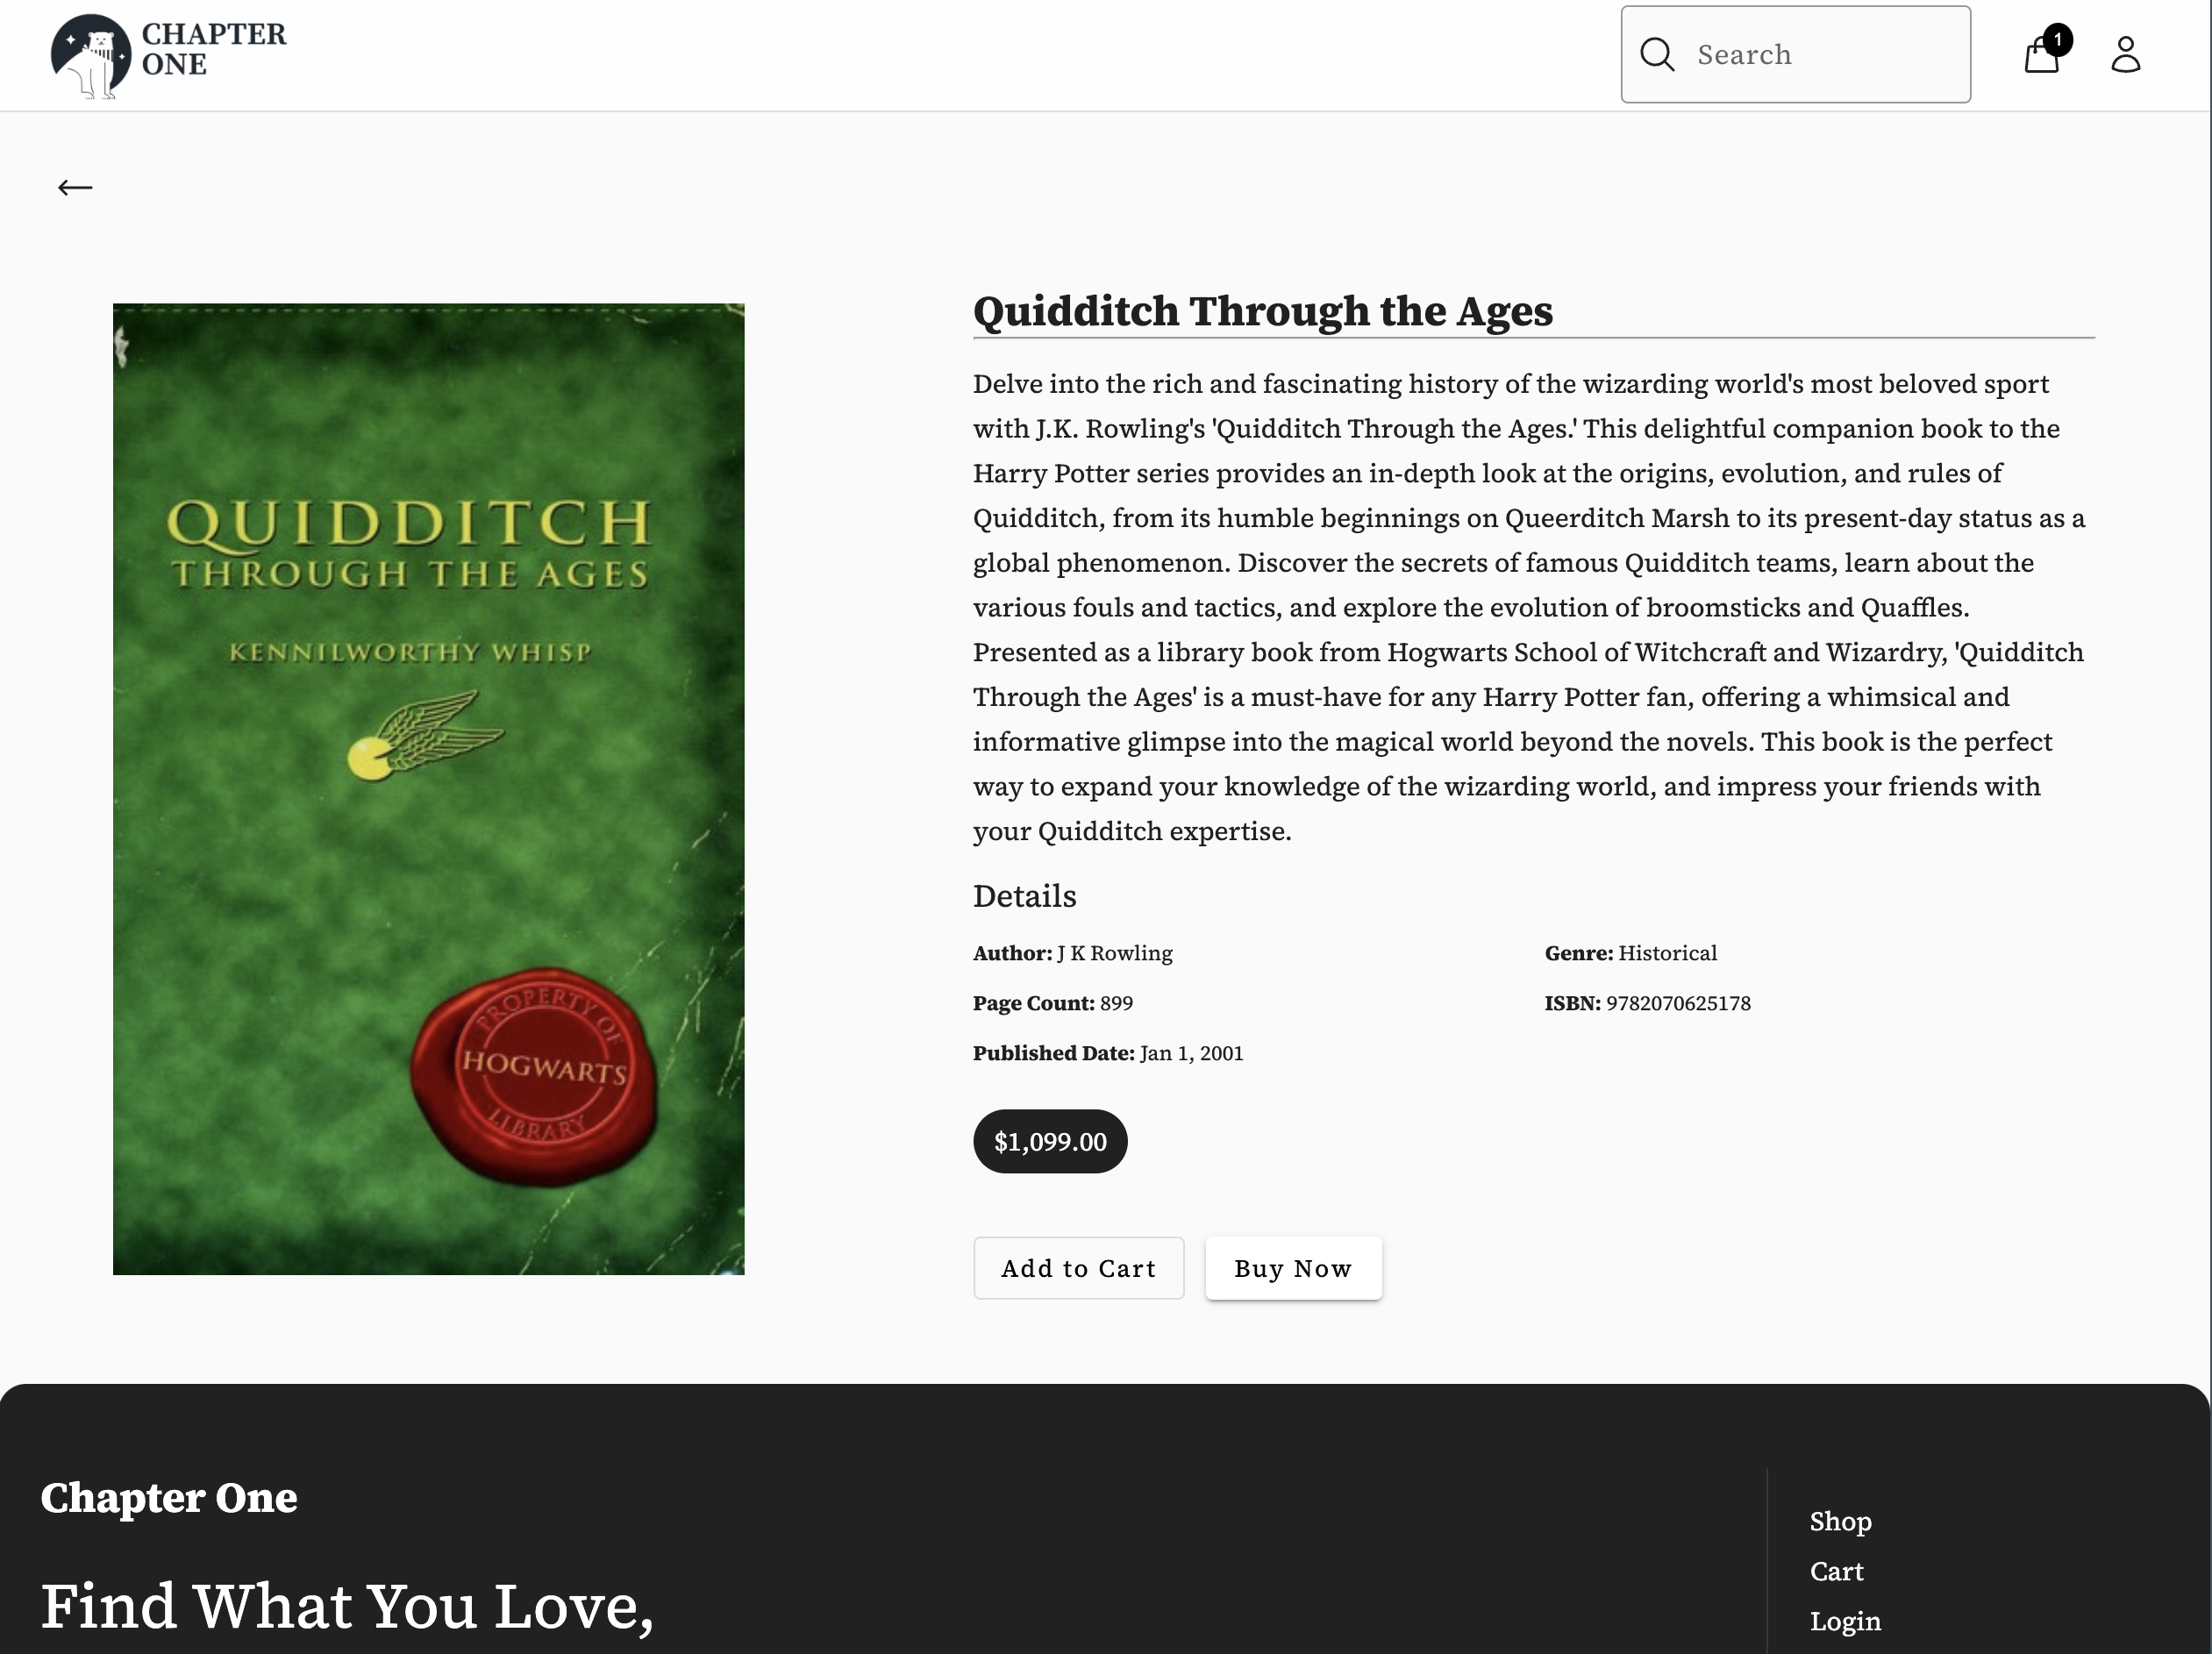 CHAPTER
ONE
Search
1
QUIDDITCH
THROUGH THE AGES
KENNILWORTHY WHISP
PROPERTY OF
HOGWARTS
LIBRARY
Quidditch Through the Ages
Delve into the rich and fascinating history of the wizarding world's most beloved sport
with J.K. Rowling's 'Quidditch Through the Ages.' This delightful companion book to the
Harry Potter series provides an in-depth look at the origins, evolution, and rules of
Quidditch, from its humble beginnings on Queerditch Marsh to its present-day status as a
global phenomenon. Discover the secrets of famous Quidditch teams, learn about the
various fouls and tactics, and explore the evolution of broomsticks and Quaffles.
Presented as a library book from Hogwarts School of Witchcraft and Wizardry, 'Quidditch
Through the Ages' is a must-have for any Harry Potter fan, offering a whimsical and
informative glimpse into the magical world beyond the novels. This book is the perfect
way to expand your knowledge of the wizarding world, and impress your friends with
your Quidditch expertise.
Details
Author: J K Rowling
Genre: Historical
Page Count: 899
ISBN: 9782070625178
Published Date: Jan 1, 2001
$1,099.00
Add to Cart
Buy Now
Chapter One
Find What You Love,
Shop
Cart
Login